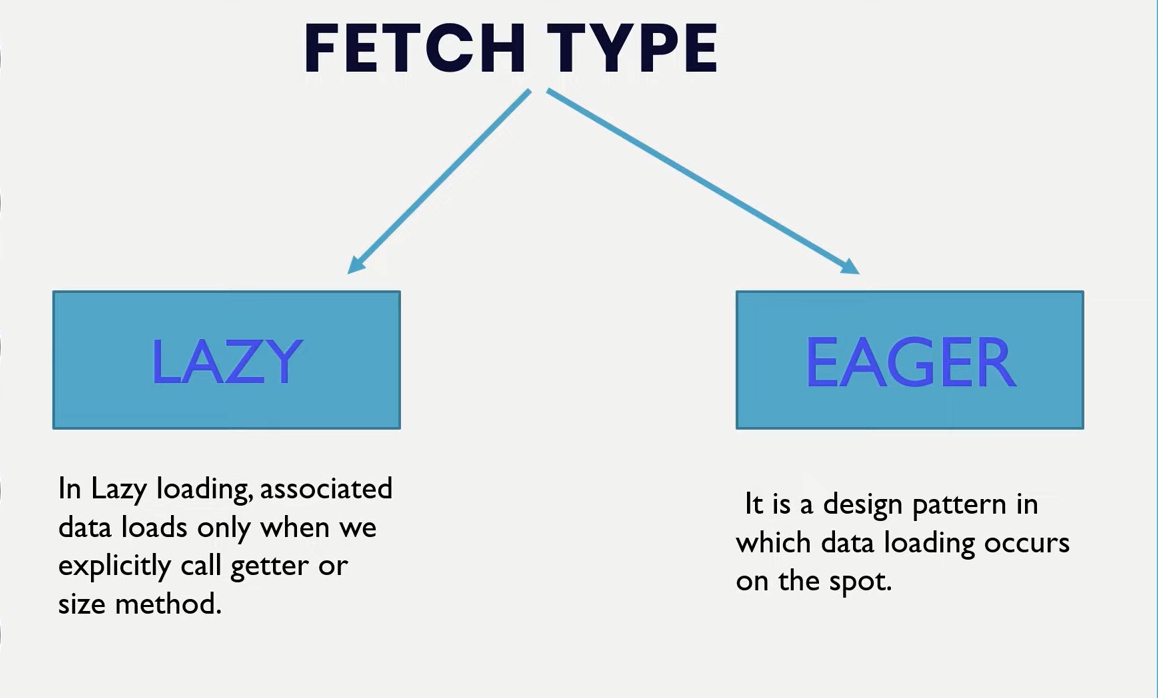 FETCH TYPE
LAZY
EAGER
In Lazy loading, associated
data loads only when we
explicitly call getter or
size method.
It is a design pattern in
which data loading occurs
on the spot.